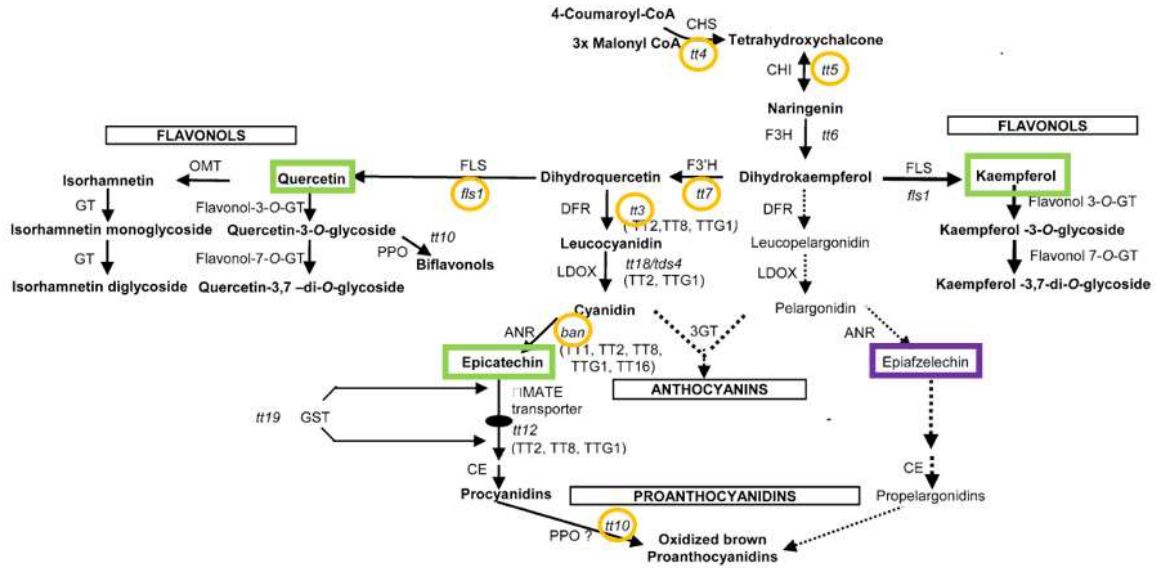 4-Coumaroyl-CoA
CHS
3x Malonyl CoA
Tetrahydroxychalcone
tt4
CHI
tt5
Naringenin
FLAVONOLS
F3H
tt6
FLAVONOLS
OMT
FLS
F3'H
FLS
Isorhamnetin
Quercetin
Dihydroquercetin
Dihydrokaempferol
Kaempferol
fls1
tt7
fls1
GT
Flavonol-3-O-GT
DFR
tt3
(TT2,TT8, TTG1)
DFR
Flavonol 3-O-GT
Isorhamnetin monoglycoside
Quercetin-3-O-glycoside
Leucocyanidin
Leucopelargonidin
Kaempferol -3-O-glycoside
GT
Flavonol-7-O-GT
PPO
tt10
Biflavonols
LDOX
tt18/tds4
(TT2, TTG1)
LDOX
Flavonol 7-O-GT
Isorhamnetin diglycoside
Quercetin-3,7 –di-O-glycoside
Kaempferol -3,7-di-O-glycoside
Cyanidin
Pelargonidin
ANR
ban
3GT
ANR
Epicatechin
(TT1, TT2, TT8,
TTG1, TT16)
Epiafzelechin
ANTHOCYANINS
MATE
transporter
tt19
GST
tt12
(TT2, TT8, TTG1)
CE
CE
Procyanidins
PROANTHOCYANIDINS
Propelargonidins
PPO ?
tt10
Oxidized brown
Proanthocyanidins